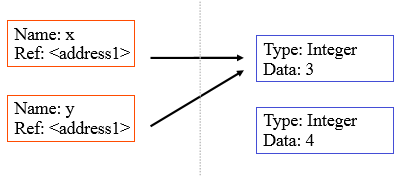 Name: x
Ref: <address1>
Type: Integer
Data: 3
Name: y
Ref: <address1>
Type: Integer
Data: 4